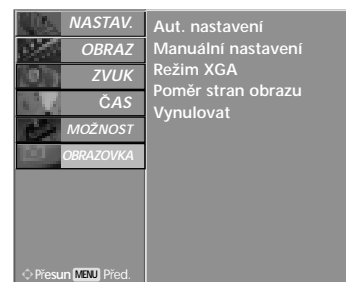 NASTAV.
OBRAZ
ZVUK
ČAS
MOŽNOST
OBRAZOVKA
Přesun MENU Před.
Aut. nastavení
Manuální nastavení
Režim XGA
Poměr stran obrazu
Vynulovat